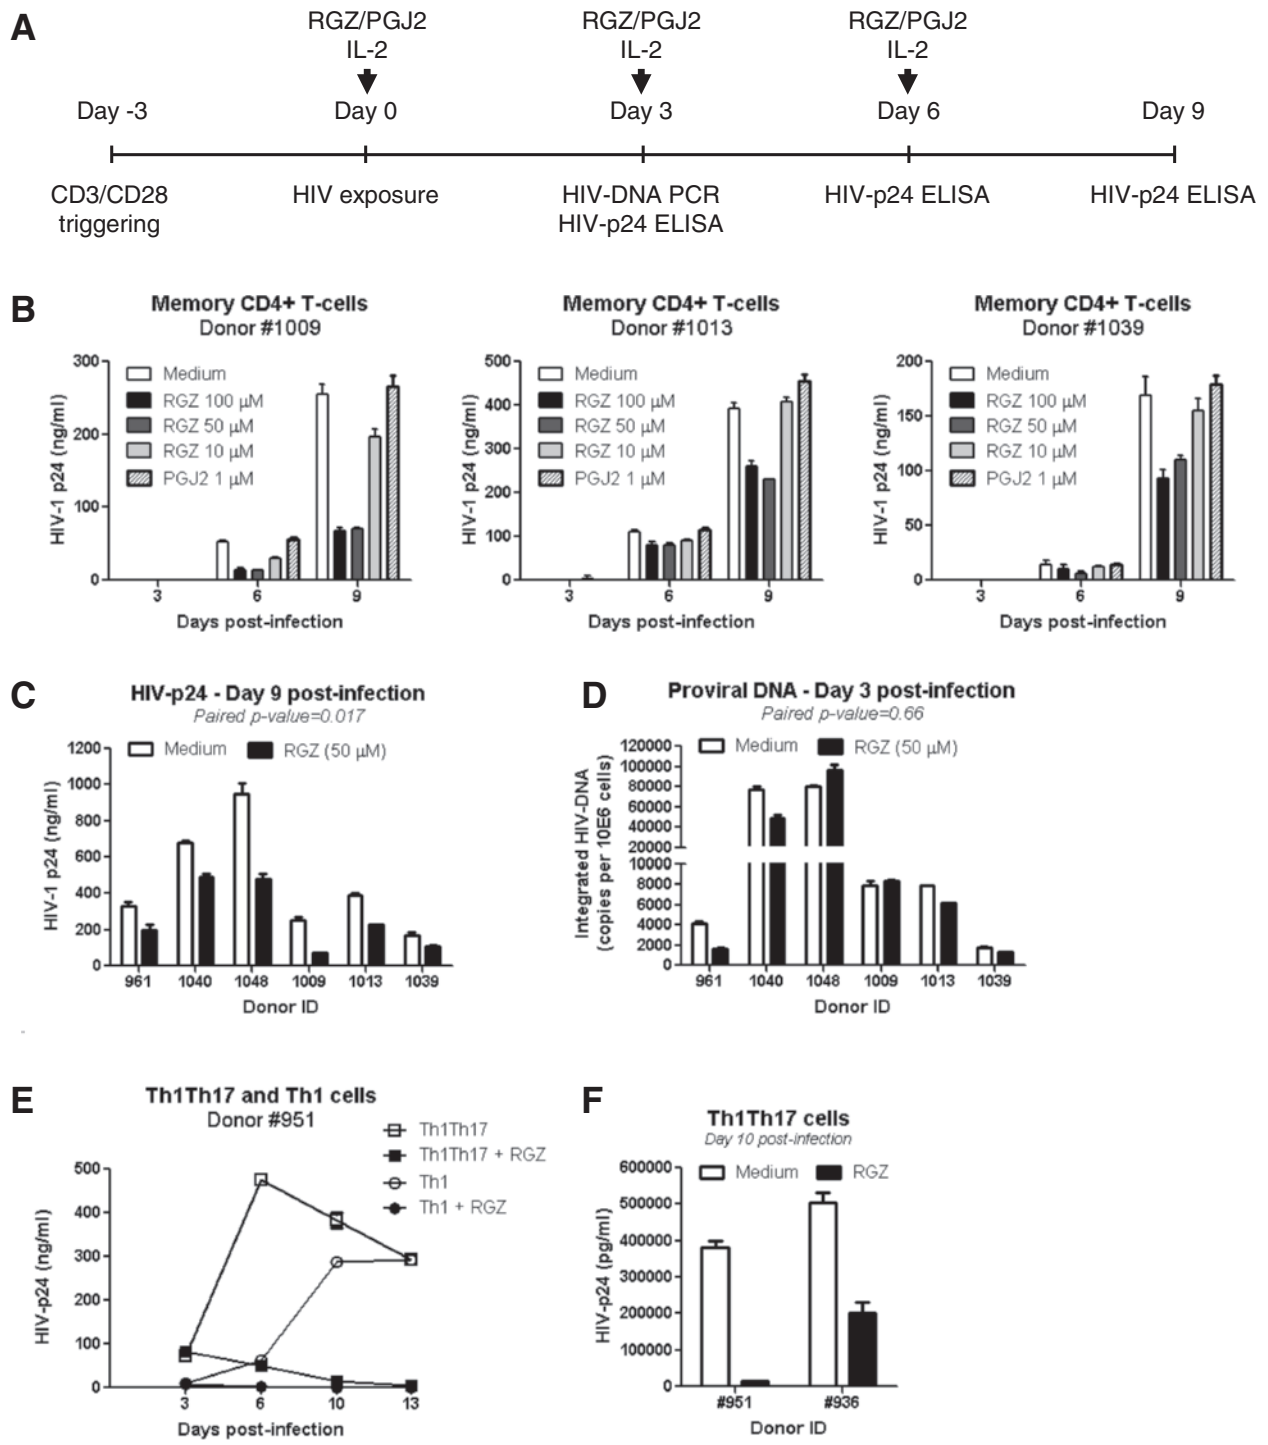 A
RGZ/PGJ2 RGZ/PGJ2 RGZ/PGJ2
IL-2 IL-2 IL-2
Day -3 Day 0 Day 3 Day 6 Day 9
CD3/CD28 HIV exposure HIV-DNA PCR HIV-p24 ELISA HIV-p24 ELISA
triggering HIV-p24 ELISA
B
Memory CD4+ T-cells
Donor #1009
HIV-1 p24 (ng/ml)
300
200
100
0
Medium
RGZ 100 µM
RGZ 50 µM
RGZ 10 µM
PGJ2 1 µM
3 6 9
Days post-infection
Memory CD4+ T-cells
Donor #1013
HIV-1 p24 (ng/ml)
500
400
300
200
100
0
Medium
RGZ 100 µM
RGZ 50 µM
RGZ 10 µM
PGJ2 1 µM
3 6 9
Days post-infection
Memory CD4+ T-cells
Donor #1039
HIV-1 p24 (ng/ml)
200
150
100
50
0
Medium
RGZ 100 µM
RGZ 50 µM
RGZ 10 µM
PGJ2 1 µM
3 6 9
Days post-infection
C
HIV-p24 - Day 9 post-infection
Paired p-value=0.017
Medium RGZ (50 µM)
HIV-1 p24 (ng/ml)
1200
1000
800
600
400
200
0
961 1040 1048 1009 1013 1039
Donor ID
D
Proviral DNA - Day 3 post-infection
Paired p-value=0.66
Medium RGZ (50 µM)
Integrated HIV-DNA
(copies per 10E6 cells)
120000
100000
80000
60000
40000
20000
10000
8000
6000
4000
2000
0
961 1040 1048 1009 1013 1039
Donor ID
E
Th1Th17 and Th1 cells
Donor #951
Th1Th17
Th1Th17 + RGZ
Th1
Th1 + RGZ
HIV-p24 (ng/ml)
500
400
300
200
100
0
3 6 10 13
Days post-infection
F
Th1Th17 cells
Day 10 post-infection
Medium RGZ
HIV-p24 (pg/ml)
600000
500000
400000
300000
200000
100000
0
#951 #936
Donor ID